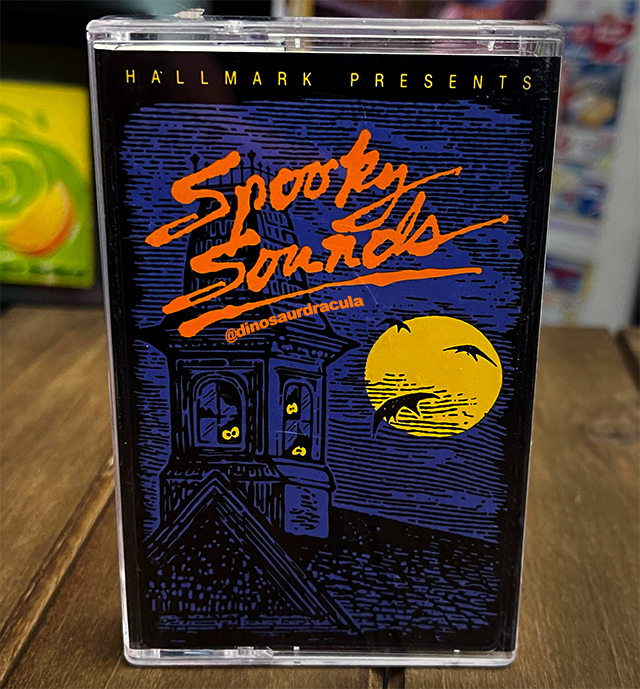 HALLMARK PRESENTS
Spooky
Sounds
@dinosaurdracula